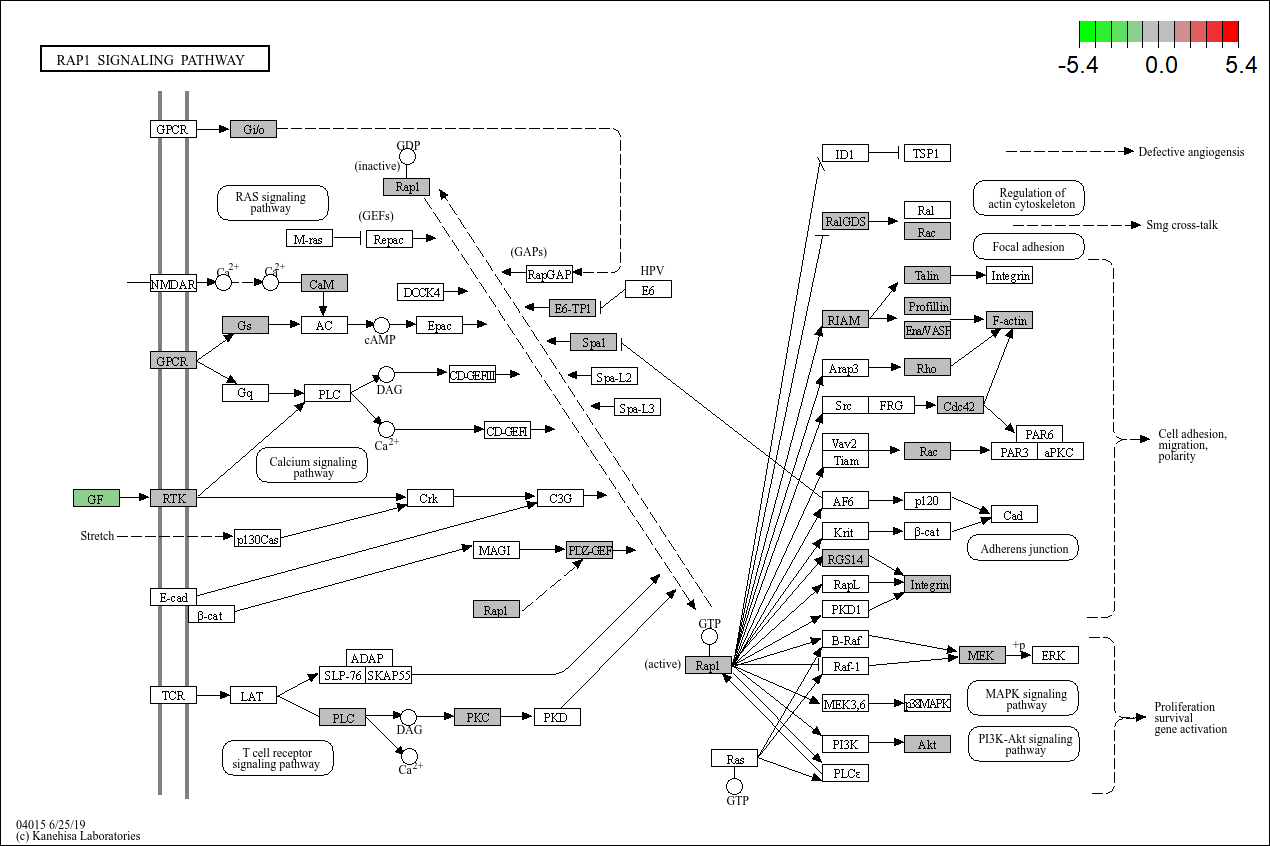 RAP1 SIGNALING PATHWAY
-5.4 0.0 5.4
GPCR
Gi/o
GDP
(inactive)
Rap1
ID1
TSP1
Defective angiogensis
RAS signaling
pathway
Regulation of
actin cytoskeleton
(GEFs)
M-ras
Repac
RalGDS
Ral
Rac
Smg cross-talk
Focal adhesion
(GAPs)
RapGAP
HPV
E6
NMDAR
Ca2+
Ca2+
CaM
DOCK4
E6-TP1
Talin
Integrin
Profillin
Ena/VASP
RIAM
F-actin
Gs
AC
cAMP
Epac
Spa1
GPCR
Arap3
Rho
Gq
PLC
DAG
CD-GEFIII
Spa-L2
Spa-L3
Src
FRG
Cdc42
Ca2+
CD-GEFI
PAR6
PAR3
aPKC
Cell adhesion,
migration,
polarity
Vav2
Tiam
Rac
Calcium signaling
pathway
GF
RTK
Crk
C3G
AF6
p120
Cad
Stretch
p130Cas
Krit
β-cat
Adherens junction
MAGI
PDZ-GEF
RGS14
RapL
Integrin
E-cad
β-cat
Rap1
PKD1
GTP
(active)
Rap1
B-Raf
Raf-1
MEK
+p
ERK
ADAP
SLP-76
SKAP55
TCR
LAT
MEK3,6
p38MAPK
MAPK signaling
pathway
PLC
DAG
PKC
PKD
Proliferation
survival
gene activation
PI3K
Akt
PI3K-Akt signaling
pathway
T cell receptor
signaling pathway
Ca2+
Ras
GTP
PLCε
04015 6/25/19
(c) Kanehisa Laboratories